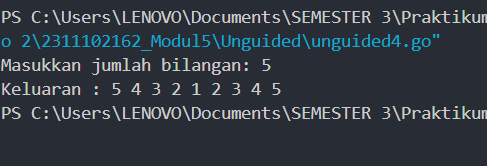 PS C:\Users\LENOVO\Documents\SEMESTER 3\Praktikum
o 2\2311102162_Modul5\Unguided\unguided4.go"
Masukkan jumlah bilangan: 5
Keluaran : 5 4 3 2 1 2 3 4 5
PS C:\Users\LENOVO\Documents\SEMESTER 3\Praktikum